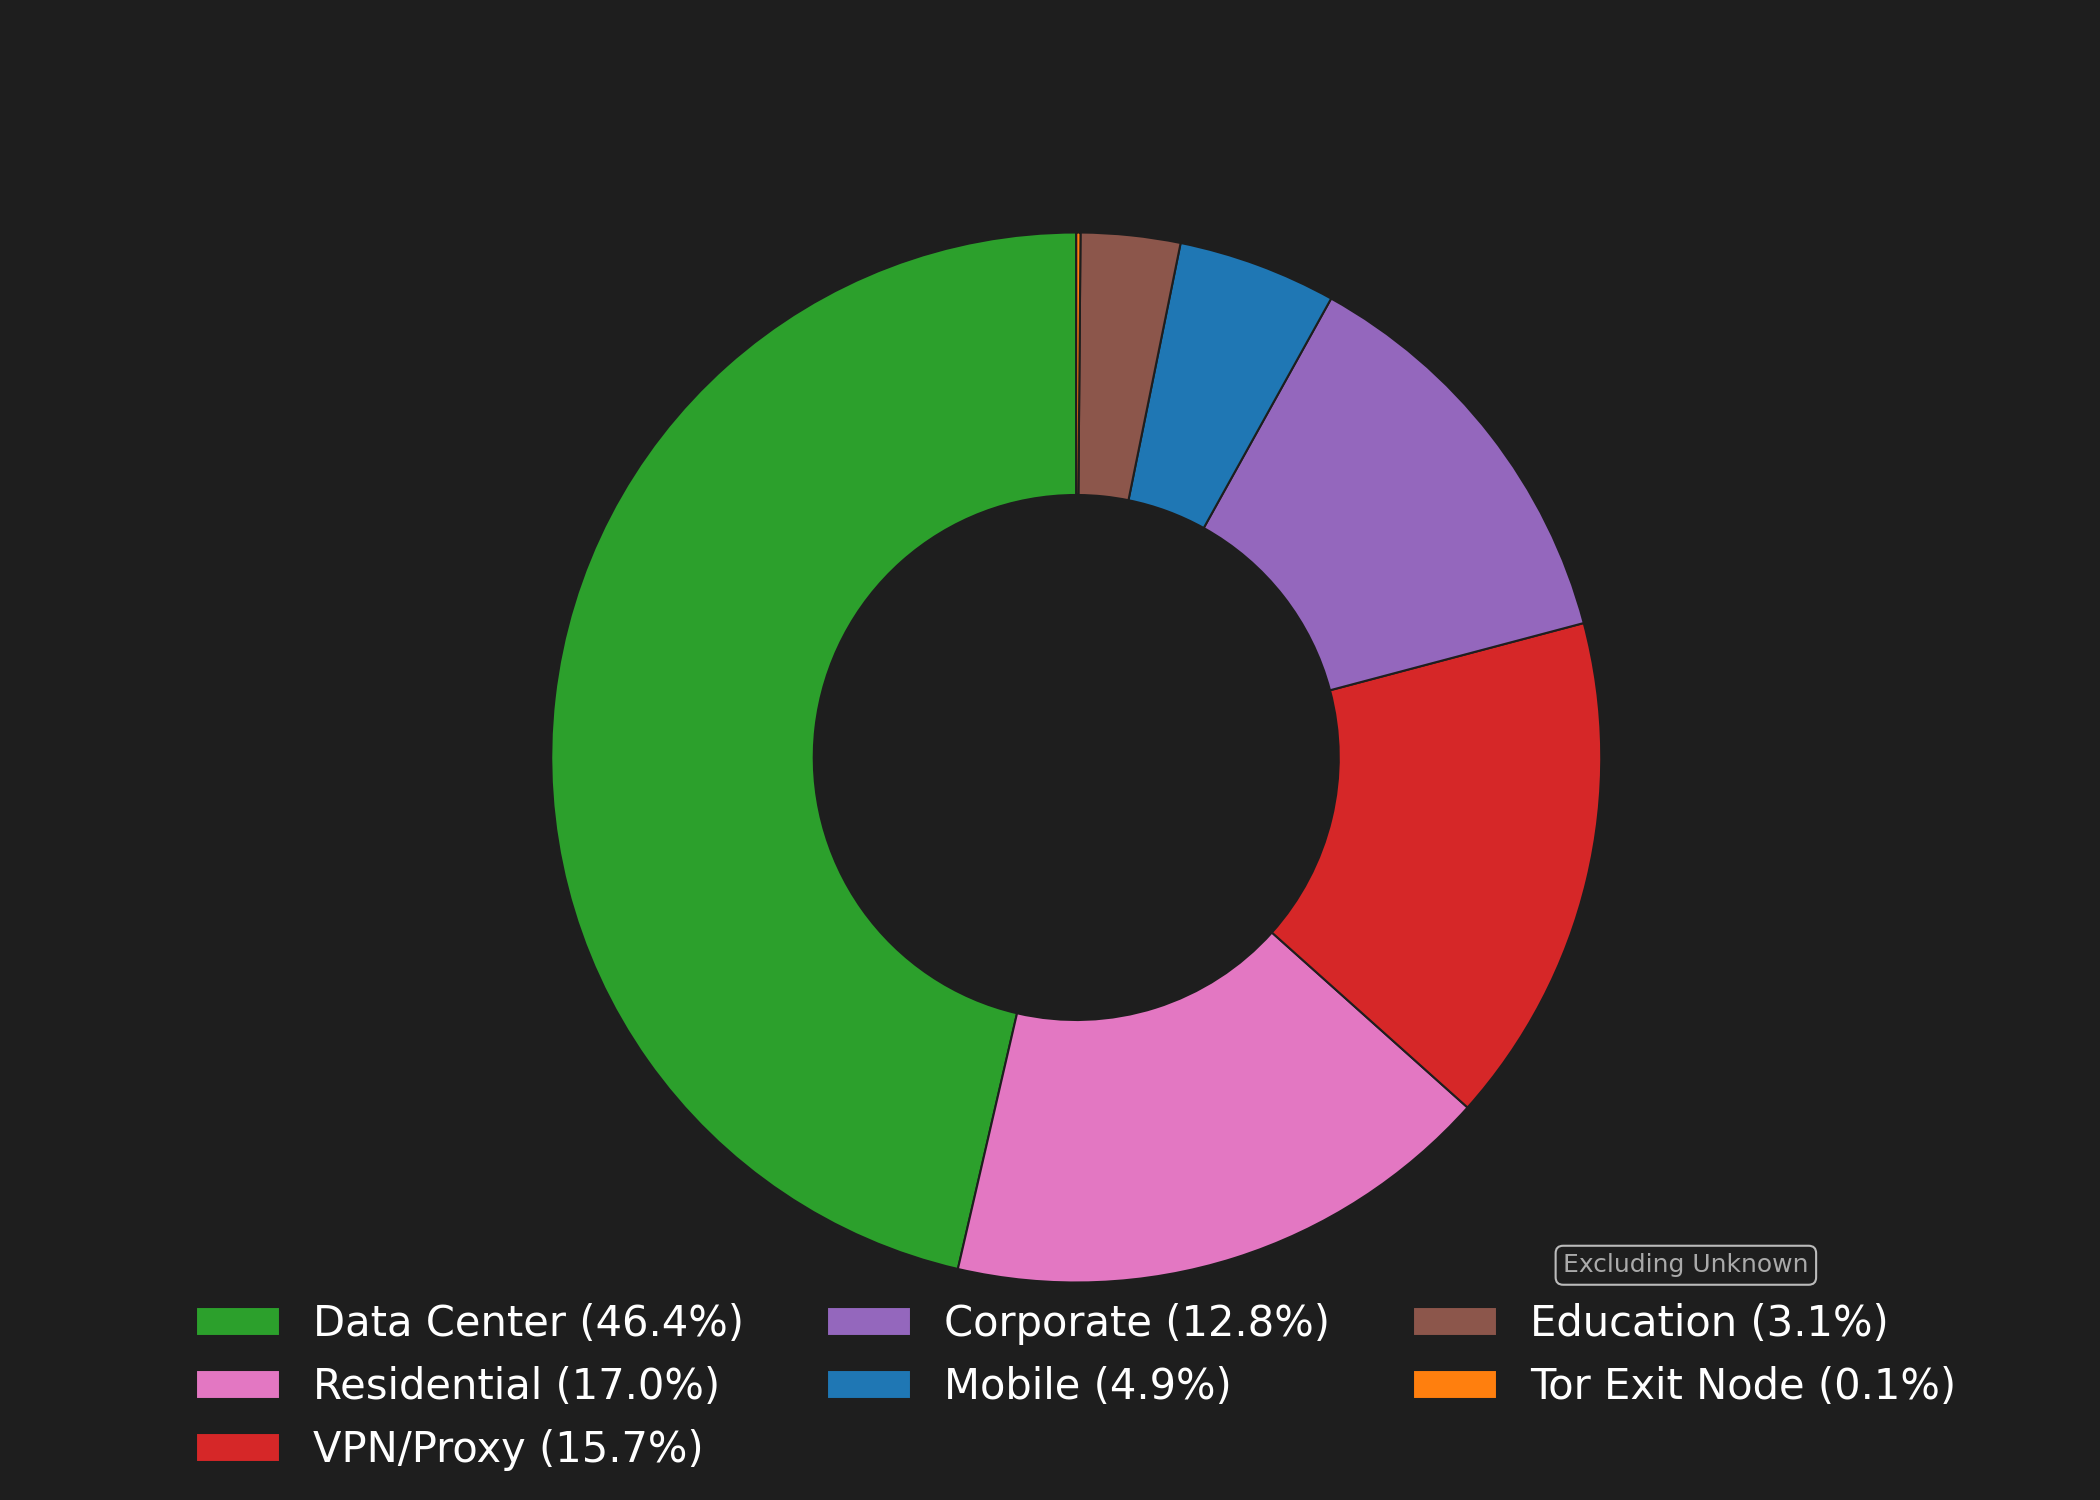 Excluding Unknown
Data Center (46.4%)
Residential (17.0%)
VPN/Proxy (15.7%)
Corporate (12.8%)
Mobile (4.9%)
Education (3.1%)
Tor Exit Node (0.1%)